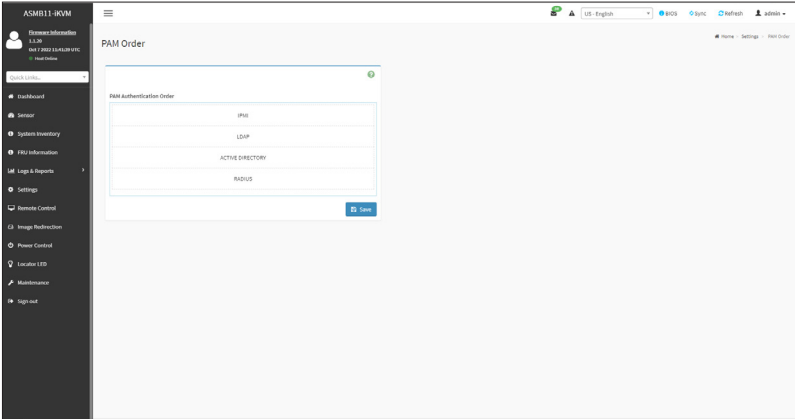 ASMB11-iKVM
US - English
BIOS
Sync
Refresh
admin
Firmware Information
1.1.20
Oct 7 2022 11:41:20 UTC
Host Online
PAM Order
Home
Settings
PAM Order
Quick Links...
Dashboard
Sensor
System Inventory
FRU Information
Logs & Reports
Settings
Remote Control
Image Redirection
Power Control
Locator LED
Maintenance
Sign out
PAM Authentication Order
IPMI
LDAP
ACTIVE DIRECTORY
RADIUS
Save